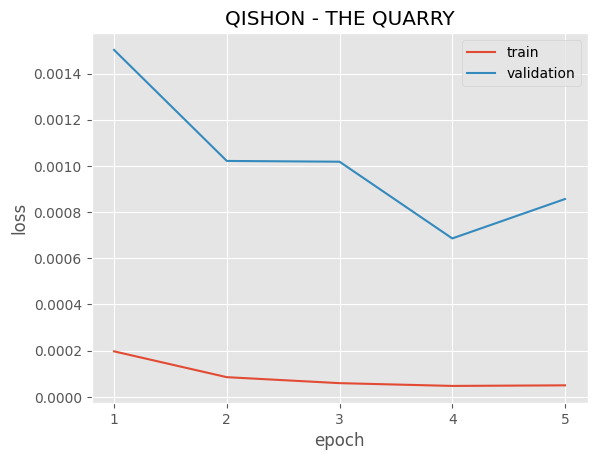 QISHON - THE QUARRY
train
validation
0.0014
0.0012
0.0010
0.0008
0.0006
0.0004
0.0002
0.0000
loss
1 2 3 4 5
epoch